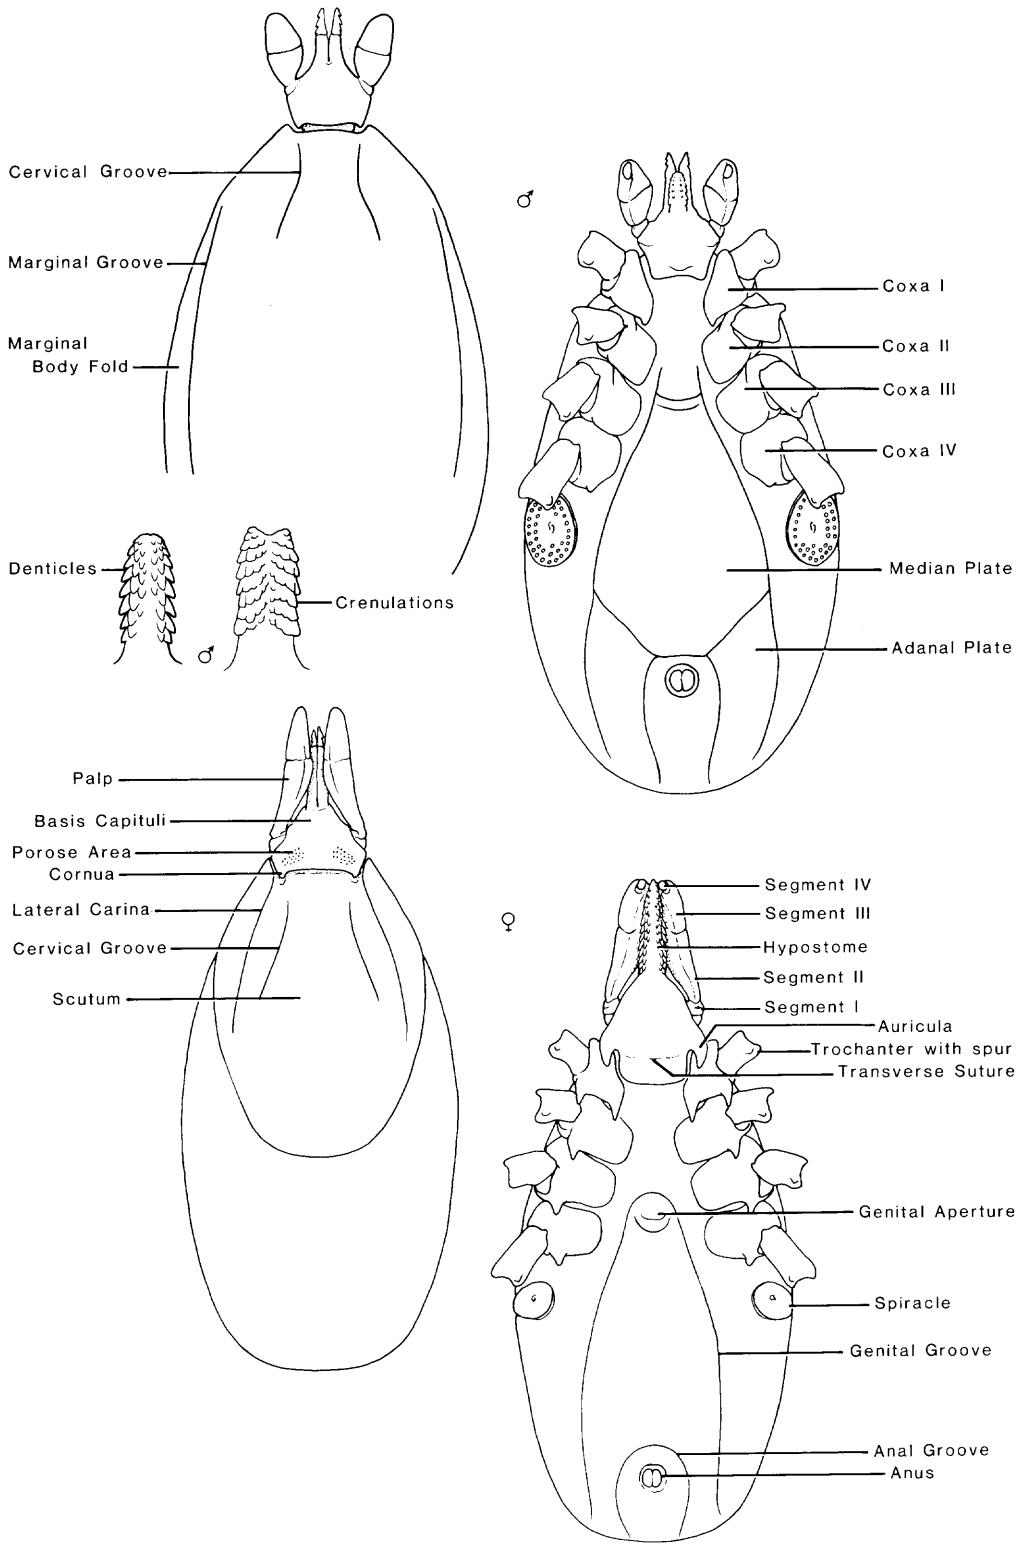 Cervical Groove
Marginal Groove
Marginal
Body Fold
Denticles
♂
Crenulations
♂
Coxa I
Coxa II
Coxa III
Coxa IV
Median Plate
Adanal Plate
Palp
Basis Capituli
Porose Area
Cornua
Lateral Carina
Cervical Groove
Scutum
♀
Segment IV
Segment III
Hypostome
Segment II
Segment I
Auricula
Trochanter with spur
Transverse Suture
Genital Aperture
Spiracle
Genital Groove
Anal Groove
Anus